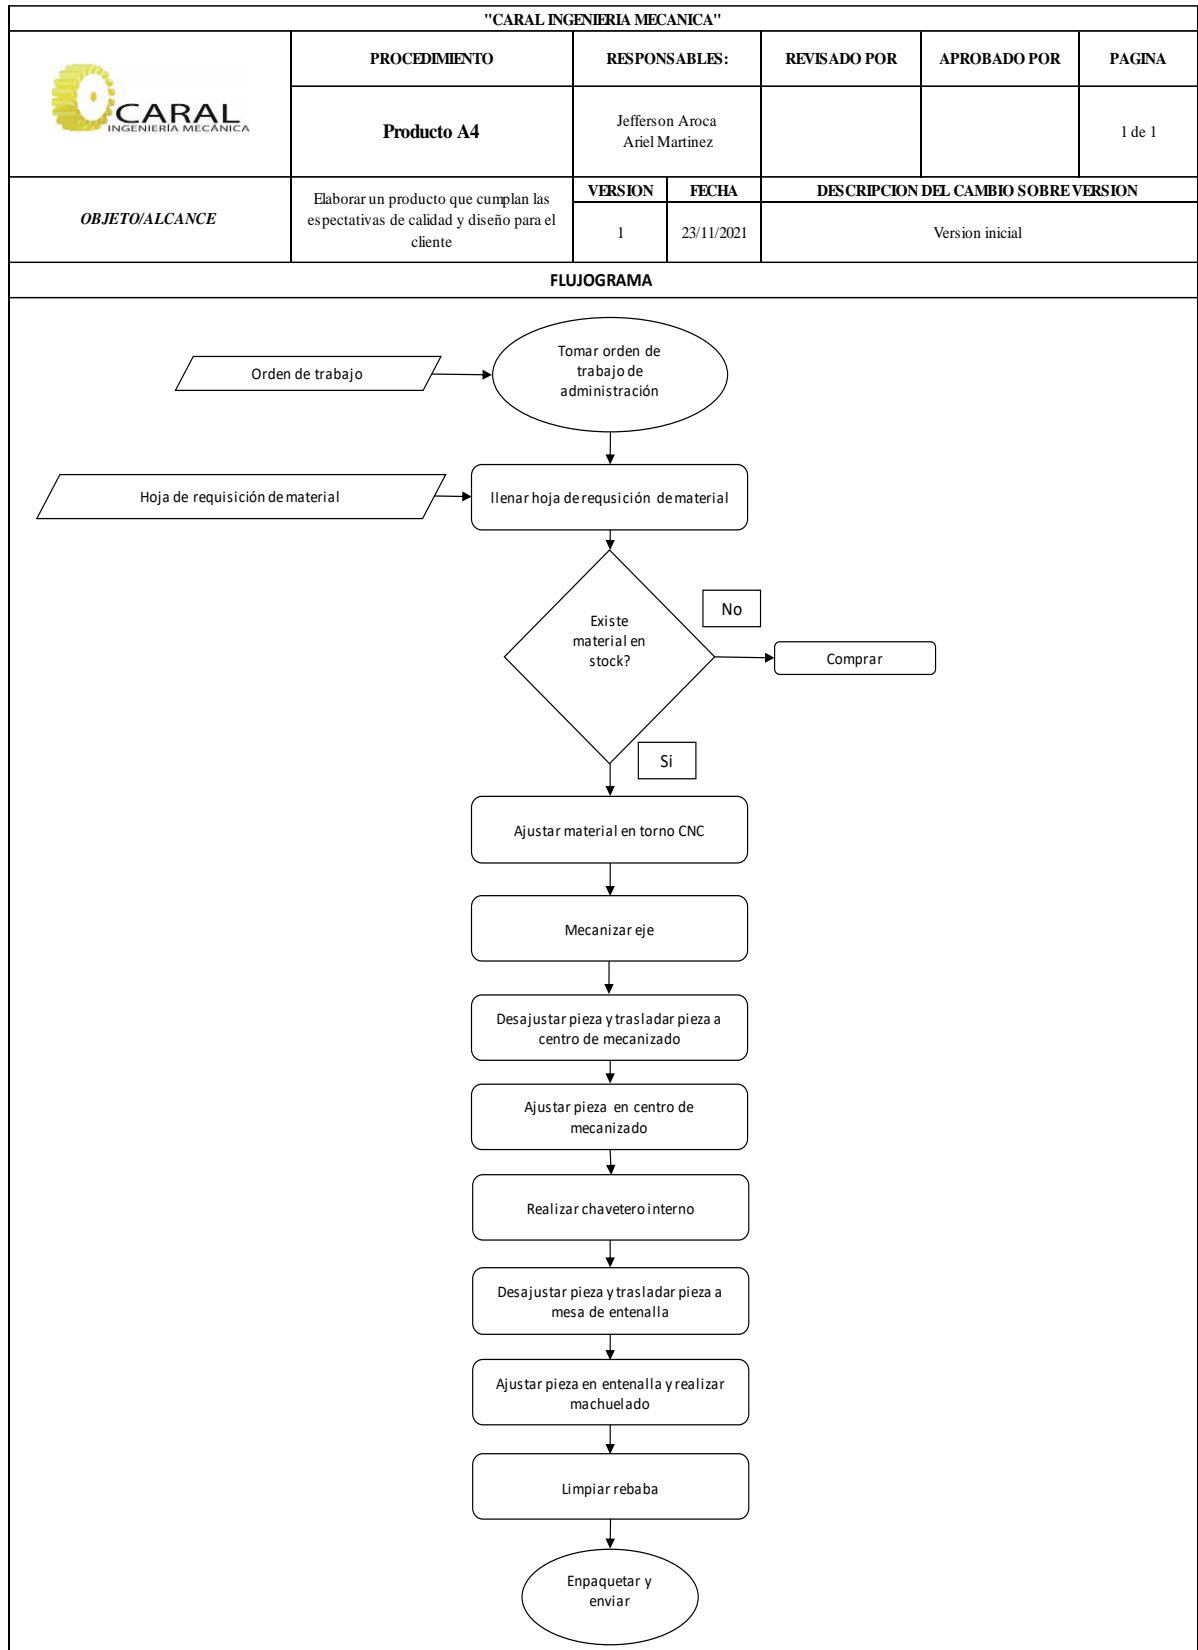 "CARAL INGENIERIA MECANICA"
CARAL
INGENIERÍA MECÁNICA
PROCEDIMIENTO
RESPONSABLES:
REVISADO POR
APROBADO POR
PAGINA
Producto A4
Jefferson Aroca
Ariel Martinez
1 de 1
OBJETO/ALCANCE
Elaborar un producto que cumplan las
espectativas de calidad y diseño para el
cliente
VERSION
FECHA
DESCRIPCION DEL CAMBIO SOBRE VERSION
1
23/11/2021
Version inicial
FLUJOGRAMA
Orden de trabajo
Tomar orden de
trabajo de
administración
Hoja de requisición de material
llenar hoja de requsición de material
Existe
material en
stock?
No
Comprar
Si
Ajustar material en torno CNC
Mecanizar eje
Desajustar pieza y trasladar pieza a
centro de mecanizado
Ajustar pieza en centro de
mecanizado
Realizar chavetero interno
Desajustar pieza y trasladar pieza a
mesa de entenalla
Ajustar pieza en entenalla y realizar
machuelado
Limpiar rebaba
Enpaquetar y
enviar